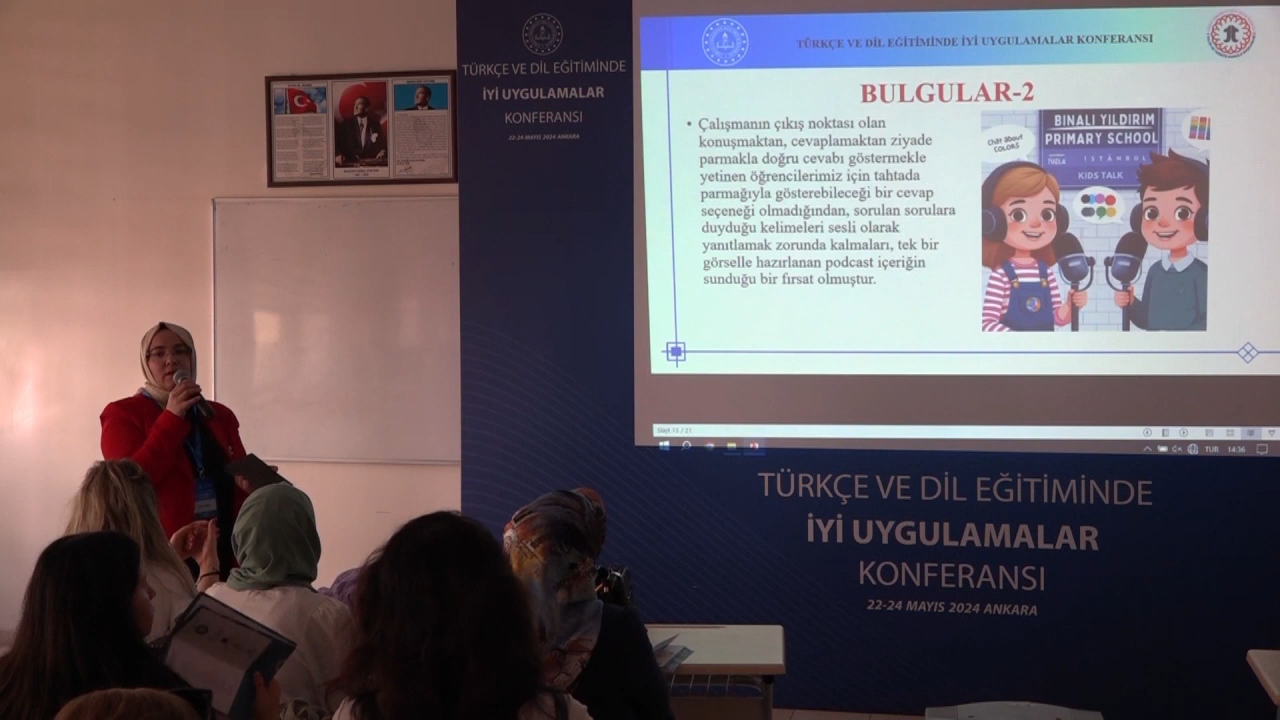 TÜRKÇE VE DİL EĞİTİMİNDE
İYİ UYGULAMALAR
KONFERANSI
22-24 MAYIS 2024 ANKARA
TÜRKÇE VE DİL EĞİTİMİNDE İYİ UYGULAMALAR KONFERANSI
BULGULAR-2
• Çalışmanın çıkış noktası olan
konuşmaktan, cevaplamaktan ziyade
parmakla doğru cevabı göstermekle
yetinen öğrencilerimiz için tahtada
parmağıyla gösterebileceği bir cevap
seçeneği olmadığından, sorulan sorulara
duyduğu kelimeleri sesli olarak
yanıtlamak zorunda kalmaları, tek bir
görselle hazırlanan podcast içeriğin
sunduğu bir fırsat olmuştur.
BINALI YILDIRIM
PRIMARY SCHOOL
TUZLA
İSTANBUL
KIDS TALK
Chat about
COLORS
Slayt 13 / 21
TUR
14:36
TÜRKÇE VE DİL EĞİTİMİNDE
İYİ UYGULAMALAR
KONFERANSI
22-24 MAYIS 2024 ANKARA